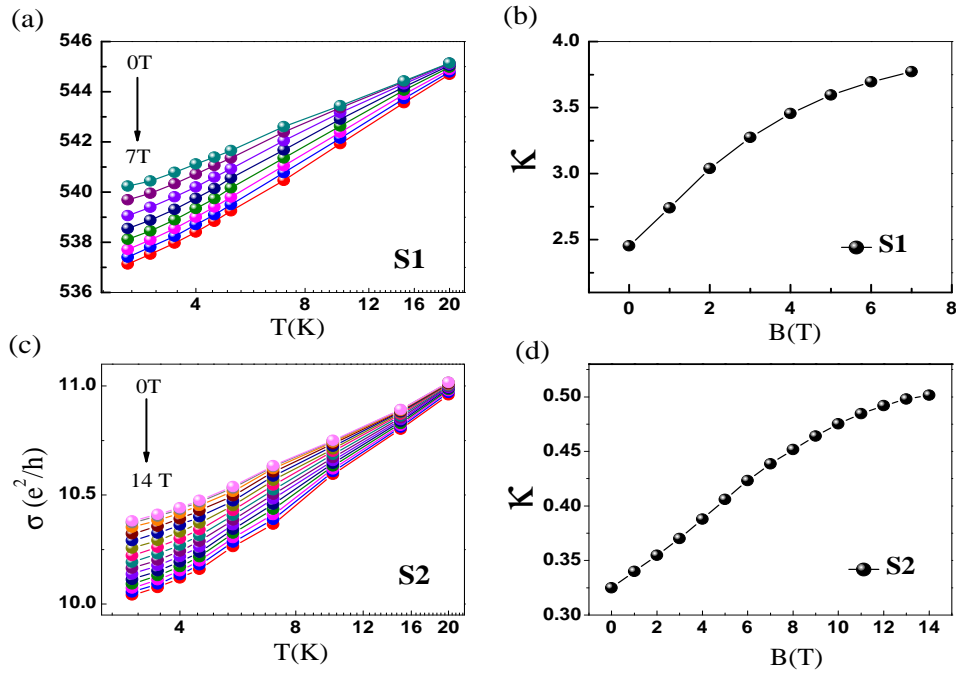 (a)
546
544
542
540
538
536
0T
7T
S1
4
8
12
16
20
T(K)
(b)
4.0
3.5
3.0
2.5
κ
S1
0
2
4
6
8
B(T)
(c)
σ (e²/h)
11.0
10.5
10.0
0T
14 T
S2
4
8
12
16
20
T(K)
(d)
0.50
0.45
0.40
0.35
0.30
κ
S2
0
2
4
6
8
10
12
14
B(T)